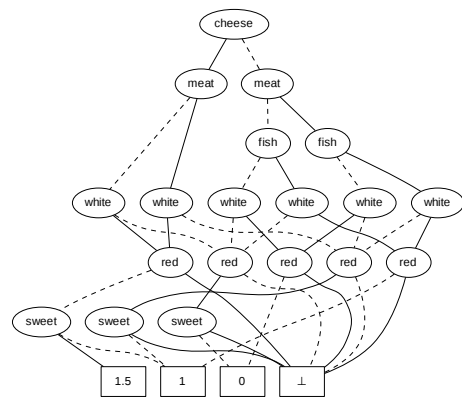 cheese
meat meat
fish fish
white white white white white
red red red red red
sweet sweet sweet
1.5 1 0 ⊥